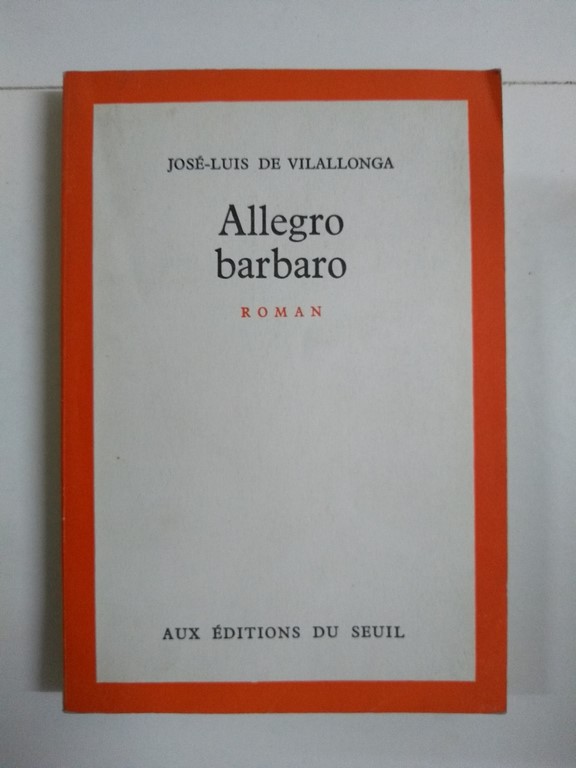 JOSÉ-LUIS DE VILALLONGA
Allegro
barbaro
ROMAN
AUX ÉDITIONS DU SEUIL